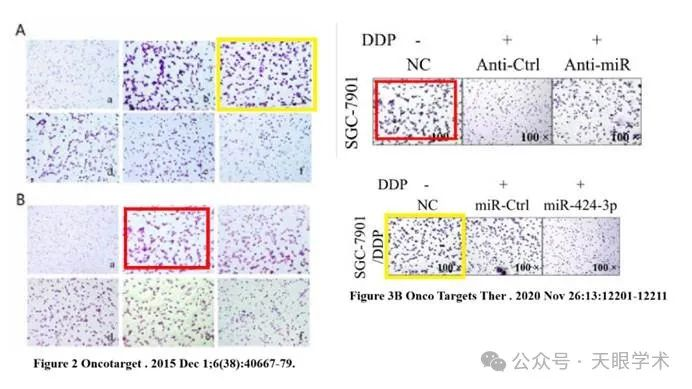 A
a
b
d
e
f
B
a
d
e
f
Figure 2 Oncotarget . 2015 Dec 1;6(38):40667-79.
DDP - + +
NC Anti-Ctrl Anti-miR
SGC-7901
100 × 100 × 100 ×
DDP - + +
NC miR-Ctrl miR-424-3p
SGC-7901
/DDP
100 × 100 × 100 ×
Figure 3B Onco Targets Ther . 2020 Nov 26:13:12201-12211
公众号 · 天眼学术